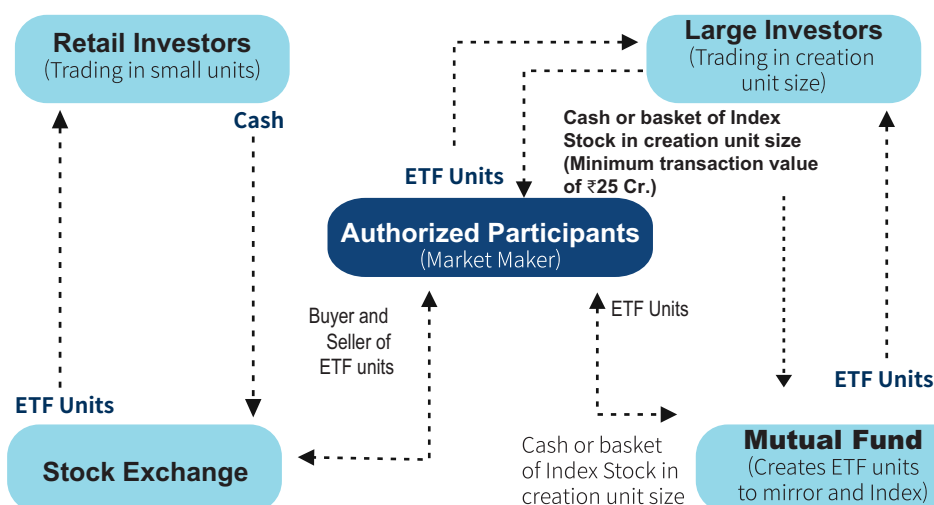 Retail Investors
(Trading in small units)
Large Investors
(Trading in creation
unit size)
Cash
Cash or basket of Index
Stock in creation unit size
(Minimum transaction value
of ₹25 Cr.)
ETF Units
Authorized Participants
(Market Maker)
Buyer and
Seller of
ETF units
ETF Units
ETF Units
ETF Units
Stock Exchange
Cash or basket
of Index Stock in
creation unit size
Mutual Fund
(Creates ETF units
to mirror and Index)